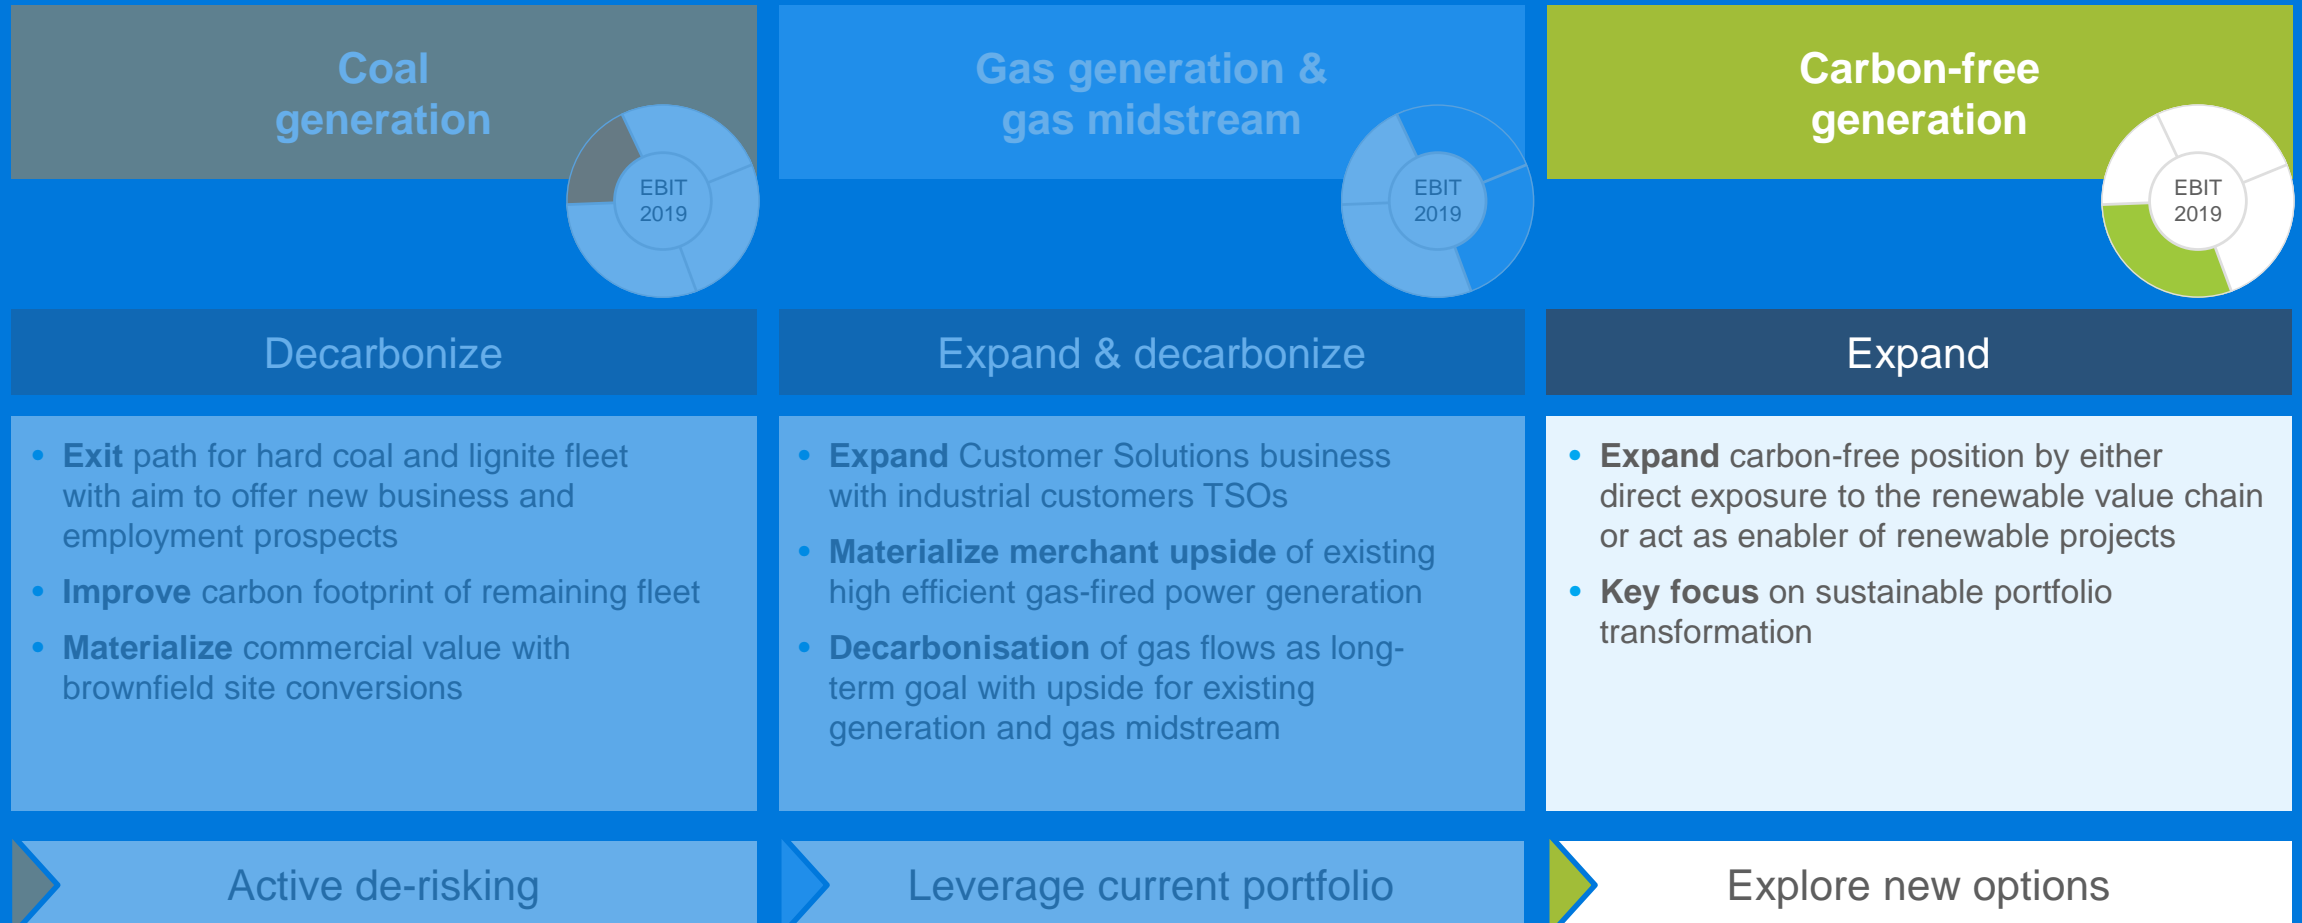 Coal
generation
EBIT
2019
Decarbonize
• Exit path for hard coal and lignite fleet
with aim to offer new business and
employment prospects
• Improve carbon footprint of remaining fleet
• Materialize commercial value with
brownfield site conversions
Active de-risking
Gas generation &
gas midstream
EBIT
2019
Expand & decarbonize
• Expand Customer Solutions business
with industrial customers TSOs
• Materialize merchant upside of existing
high efficient gas-fired power generation
• Decarbonisation of gas flows as long-
term goal with upside for existing
generation and gas midstream
Leverage current portfolio
Carbon-free
generation
EBIT
2019
Expand
• Expand carbon-free position by either
direct exposure to the renewable value chain
or act as enabler of renewable projects
• Key focus on sustainable portfolio
transformation
Explore new options